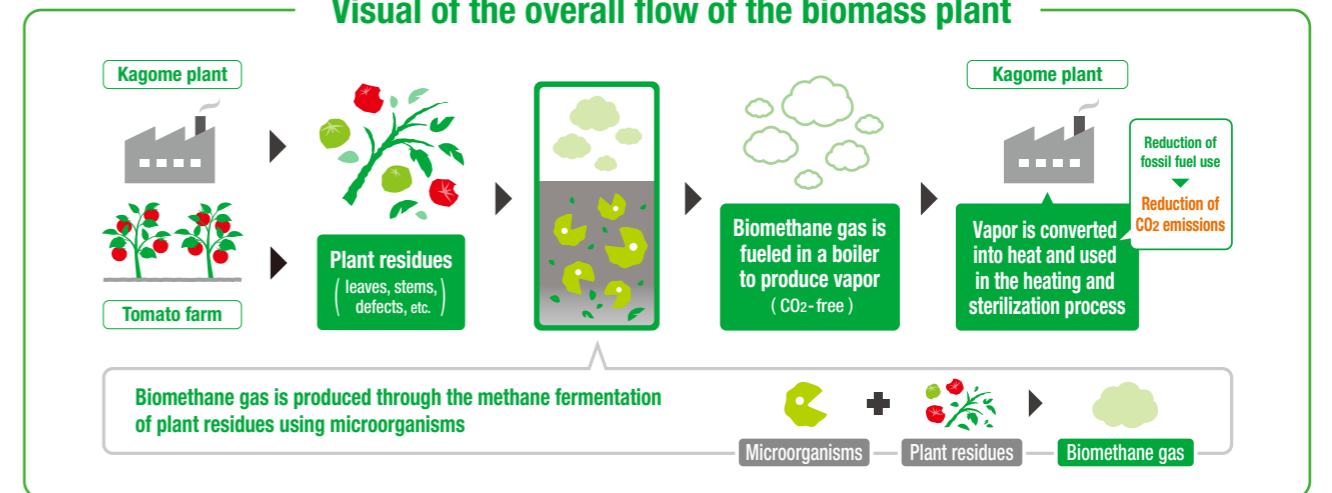 Visual of the overall flow of the biomass plant
Kagome plant
Tomato farm
Plant residues
(leaves, stems,
defects, etc.)
Biomethane gas is
fueled in a boiler
to produce vapor
(CO2-free)
Kagome plant
Vapor is converted
into heat and used
in the heating and
sterilization process
Reduction of
fossil fuel use
Reduction of
CO2 emissions
Biomethane gas is produced through the methane fermentation
of plant residues using microorganisms
Microorganisms
Plant residues
Biomethane gas